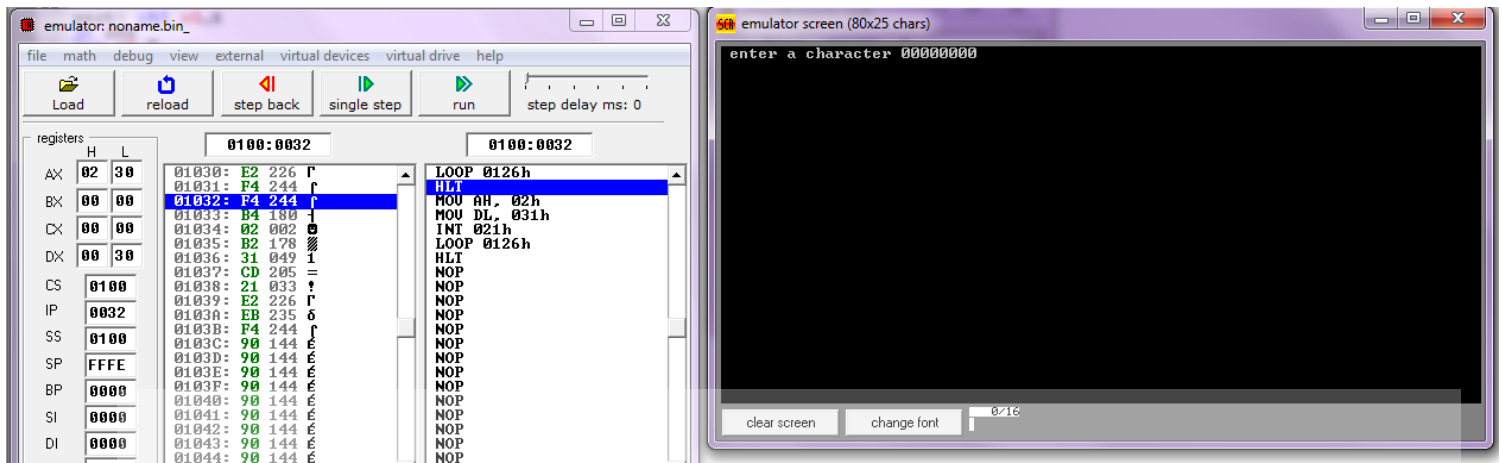 emulator: noname.bin_
file math debug view external virtual devices virtual drive help
Load reload step back single step run step delay ms: 0
registers
H L
0100:0032 0100:0032
AX 02 30
BX 00 00
CX 00 00
DX 00 30
CS 0100
IP 0032
SS 0100
SP FFFE
BP 0000
SI 0000
DI 0000
01030: E2 226 Γ
01031: F4 244 ⌠
01032: F4 244 ⌠
01033: B4 180 ┤
01034: 02 002 ☻
01035: B2 178 ▓
01036: 31 049 1
01037: CD 205 =
01038: 21 033 !
01039: E2 226 Γ
0103A: EB 235 δ
0103B: F4 244 ⌠
0103C: 90 144 É
0103D: 90 144 É
0103E: 90 144 É
0103F: 90 144 É
01040: 90 144 É
01041: 90 144 É
01042: 90 144 É
01043: 90 144 É
01044: 90 144 É
LOOP 0126h
HLT
MOV AH, 02h
MOV DL, 031h
INT 021h
LOOP 0126h
HLT
NOP
NOP
NOP
NOP
NOP
NOP
NOP
NOP
NOP
NOP
NOP
NOP
NOP
NOP
SCR emulator screen (80x25 chars)
enter a character 00000000
clear screen change font 0/16